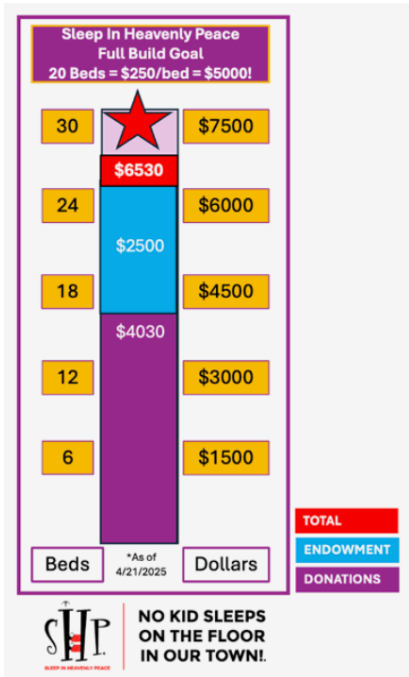 Sleep In Heavenly Peace
Full Build Goal
20 Beds = $250/bed = $5000!
30
$7500
$6530
24
$6000
$2500
18
$4500
$4030
12
$3000
6
$1500
Beds
*As of
4/21/2025
Dollars
TOTAL
ENDOWMENT
DONATIONS
SHP.
SLEEP IN HEAVENLY PEACE
NO KID SLEEPS
ON THE FLOOR
IN OUR TOWN!.